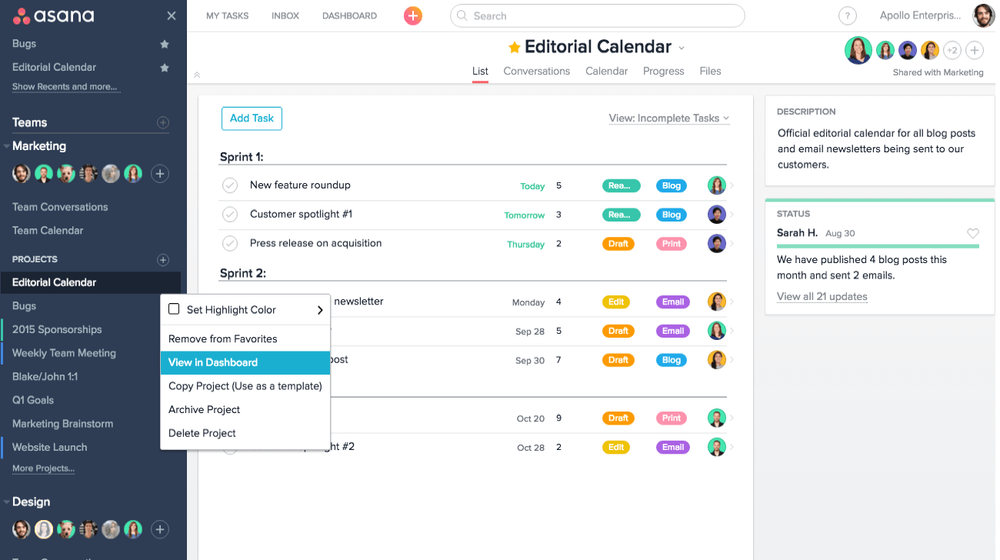 asana
MY TASKS INBOX DASHBOARD
Search
?
Apollo Enterpris...
Bugs
Editorial Calendar
Show Recents and more...
Teams
Marketing
Team Conversations
Team Calendar
PROJECTS
Editorial Calendar
Bugs
2015 Sponsorships
Weekly Team Meeting
Blake/John 1:1
Q1 Goals
Marketing Brainstorm
Website Launch
More Projects...
Design
Editorial Calendar
List Conversations Calendar Progress Files
+2
Shared with Marketing
Add Task
View: Incomplete Tasks
Sprint 1:
New feature roundup Today 5 Rea... Blog
Customer spotlight #1 Tomorrow 3 Rea... Blog
Press release on acquisition Thursday 2 Draft Print
Sprint 2:
newsletter Monday 4 Edit Email
Sep 28 5 Draft Email
post Sep 30 7 Draft Blog
Oct 20 9 Draft Print
#2 Oct 28 2 Edit Email
Set Highlight Color
Remove from Favorites
View in Dashboard
Copy Project (Use as a template)
Archive Project
Delete Project
DESCRIPTION
Official editorial calendar for all blog posts
and email newsletters being sent to our
customers.
STATUS
Sarah H. Aug 30
We have published 4 blog posts this
month and sent 2 emails.
View all 21 updates